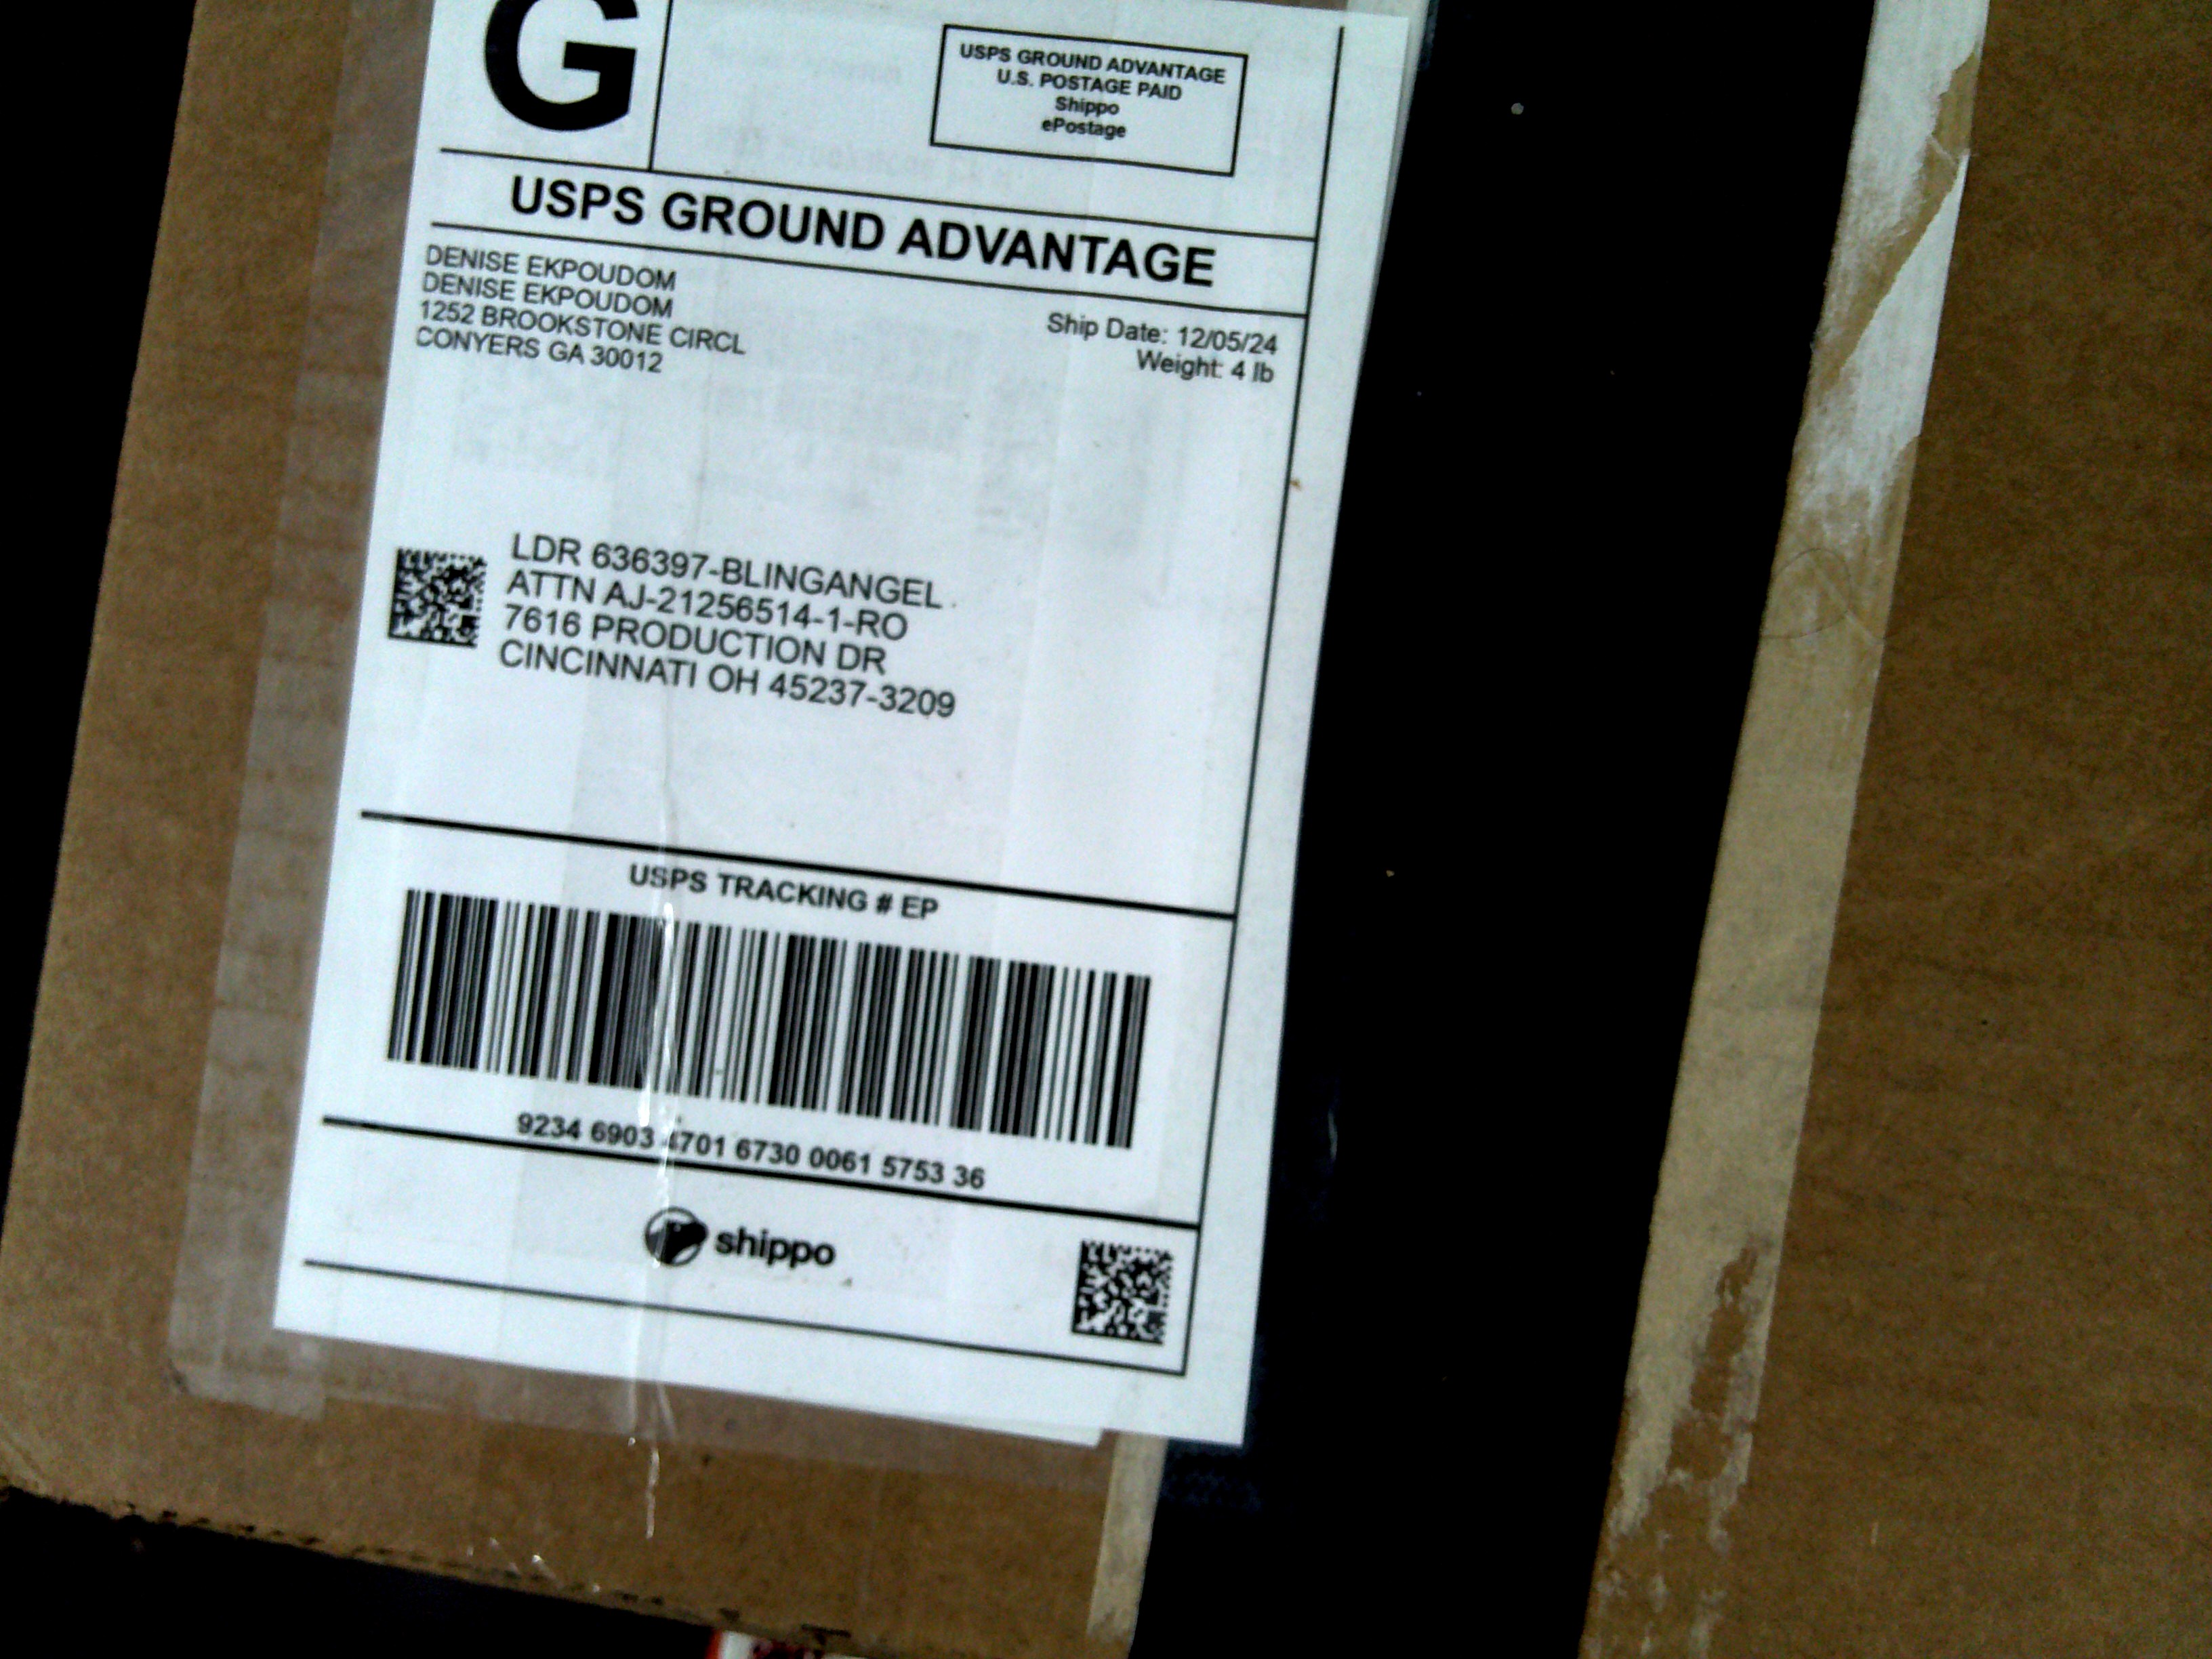 G
USPS GROUND ADVANTAGE
U.S. POSTAGE PAID
Shippo
ePostage
USPS GROUND ADVANTAGE
DENISE EKPOUDOM
DENISE EKPOUDOM
1252 BROOKSTONE CIRCL
CONYERS GA 30012
Ship Date: 12/05/24
Weight: 4 lb
LDR 636397-BLINGANGEL
ATTN AJ-21256514-1-RO
7616 PRODUCTION DR
CINCINNATI OH 45237-3209
USPS TRACKING # EP
9234 6903 4701 6730 0061 5753 36
shippo